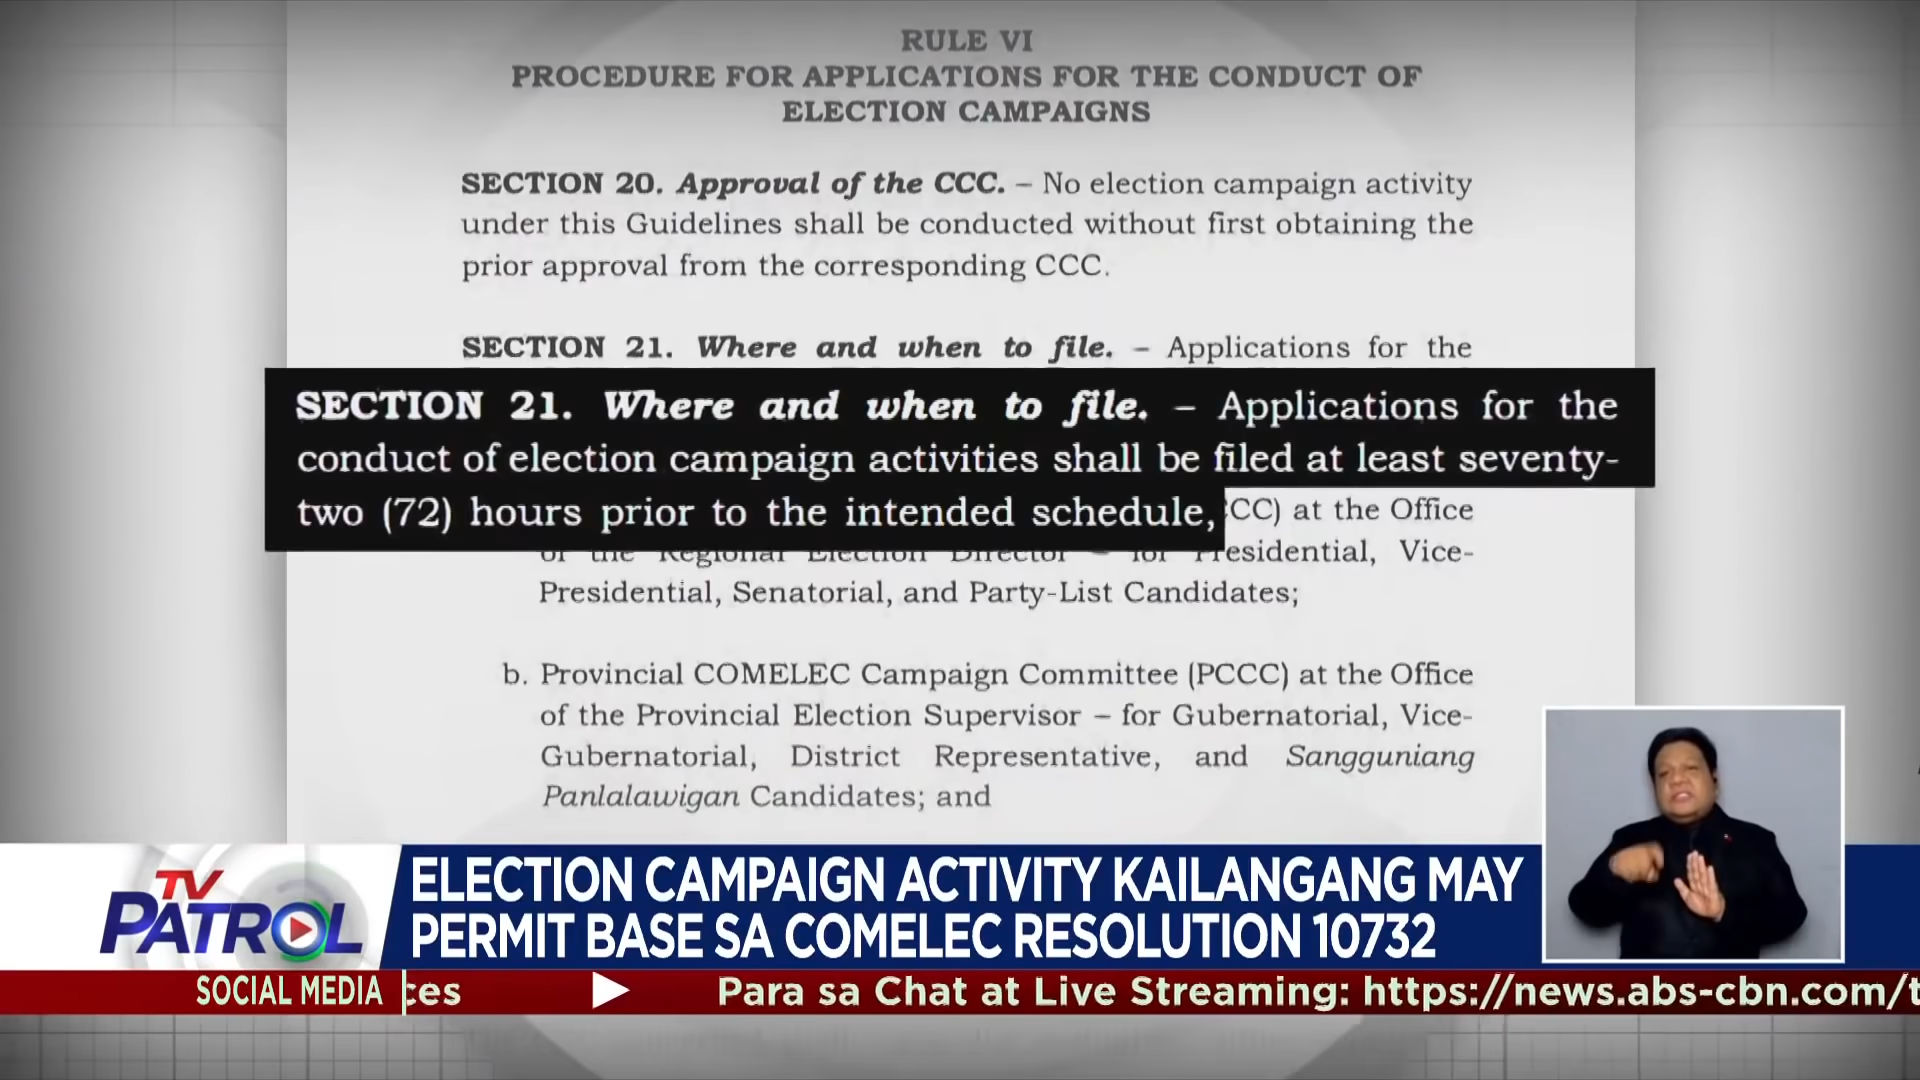 RULE VI
PROCEDURE FOR APPLICATIONS FOR THE CONDUCT OF
ELECTION CAMPAIGNS
SECTION 20. Approval of the CCC. – No election campaign activity
under this Guidelines shall be conducted without first obtaining the
prior approval from the corresponding CCC.
SECTION 21. Where and when to file. – Applications for the
SECTION 21. Where and when to file. – Applications for the
conduct of election campaign activities shall be filed at least seventy-
two (72) hours prior to the intended schedule,
CC) at the Office
of the Regional Election Director – for Presidential, Vice-
Presidential, Senatorial, and Party-List Candidates;
b. Provincial COMELEC Campaign Committee (PCCC) at the Office
of the Provincial Election Supervisor – for Gubernatorial, Vice-
Gubernatorial, District Representative, and Sangguniang
Panlalawigan Candidates; and
TV
PATROL
ELECTION CAMPAIGN ACTIVITY KAILANGANG MAY
PERMIT BASE SA COMELEC RESOLUTION 10732
SOCIAL MEDIA ces Para sa Chat at Live Streaming: https://news.abs-cbn.com/t